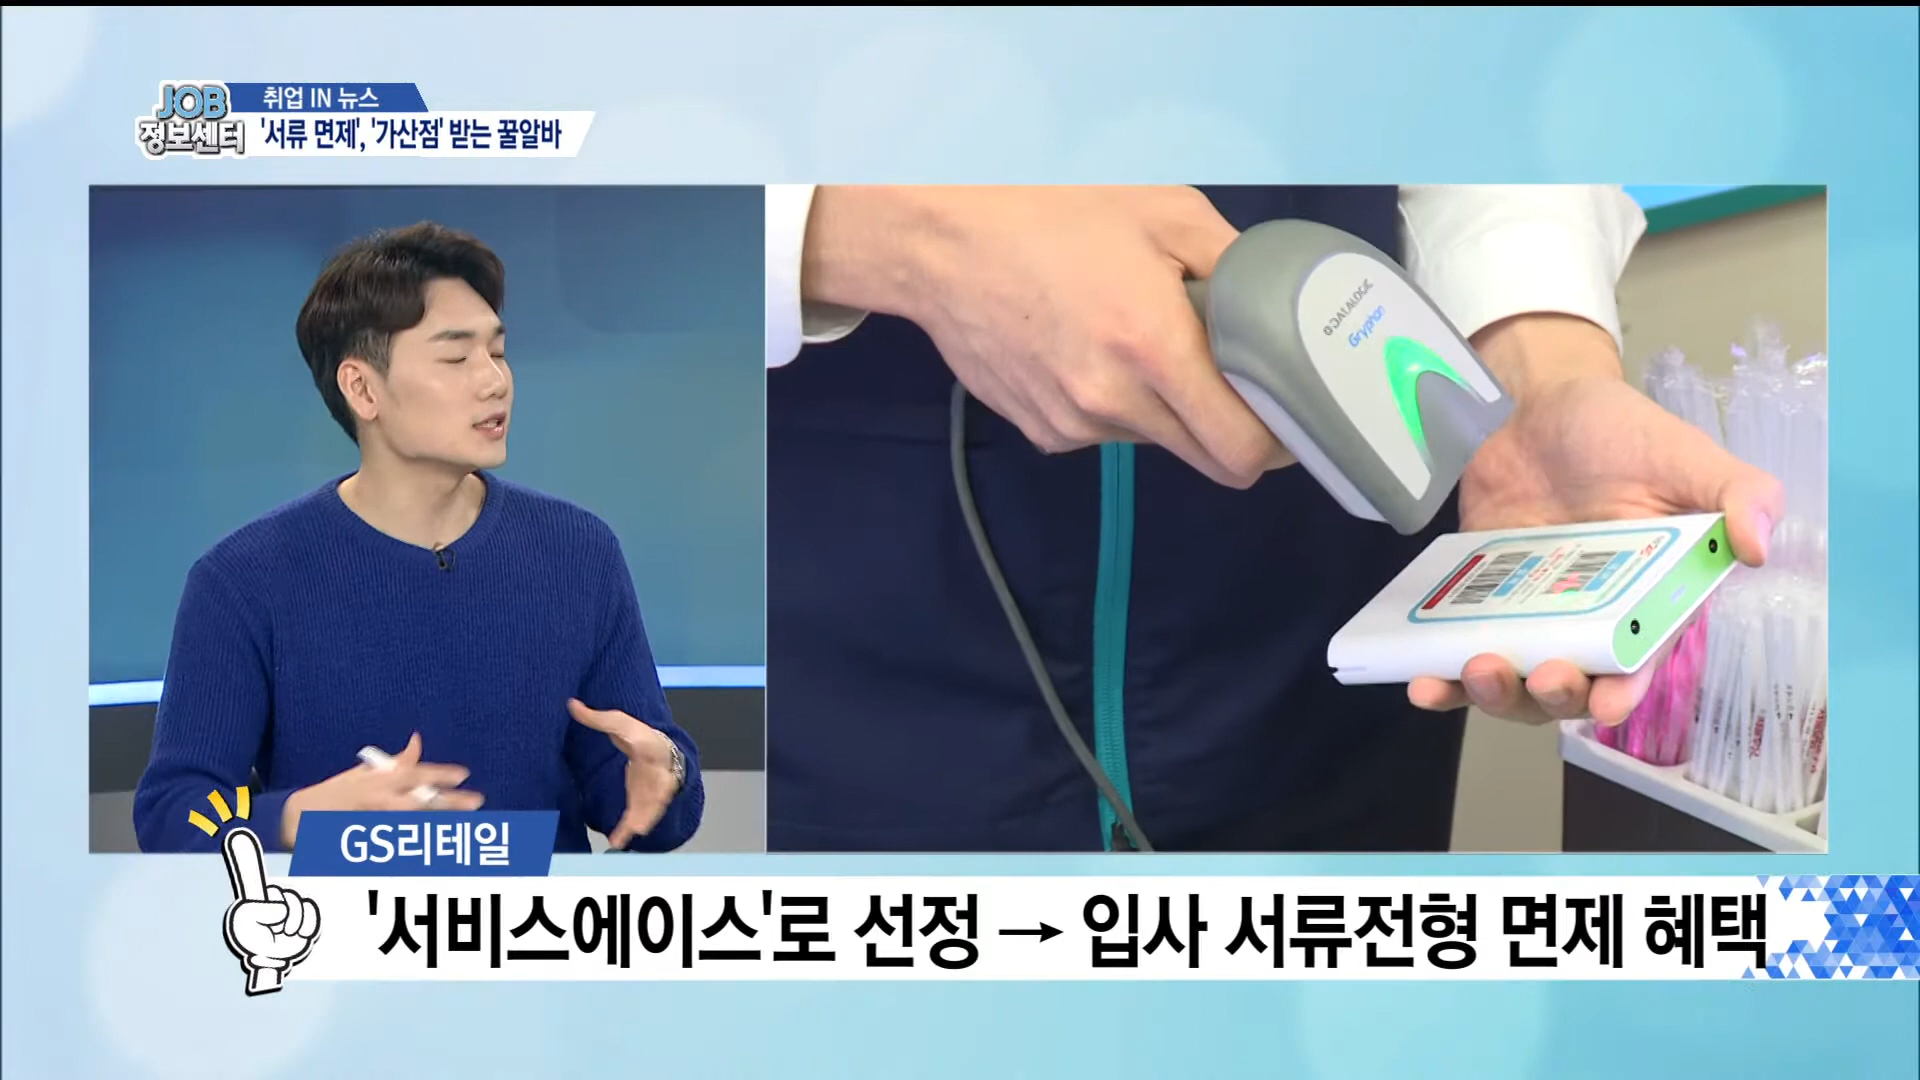 JOB
정보센터
취업 IN 뉴스
'서류 면제', '가산점' 받는 꿀알바
DATALOGIC
Gryphon
GS리테일
'서비스에이스'로 선정 → 입사 서류전형 면제 혜택